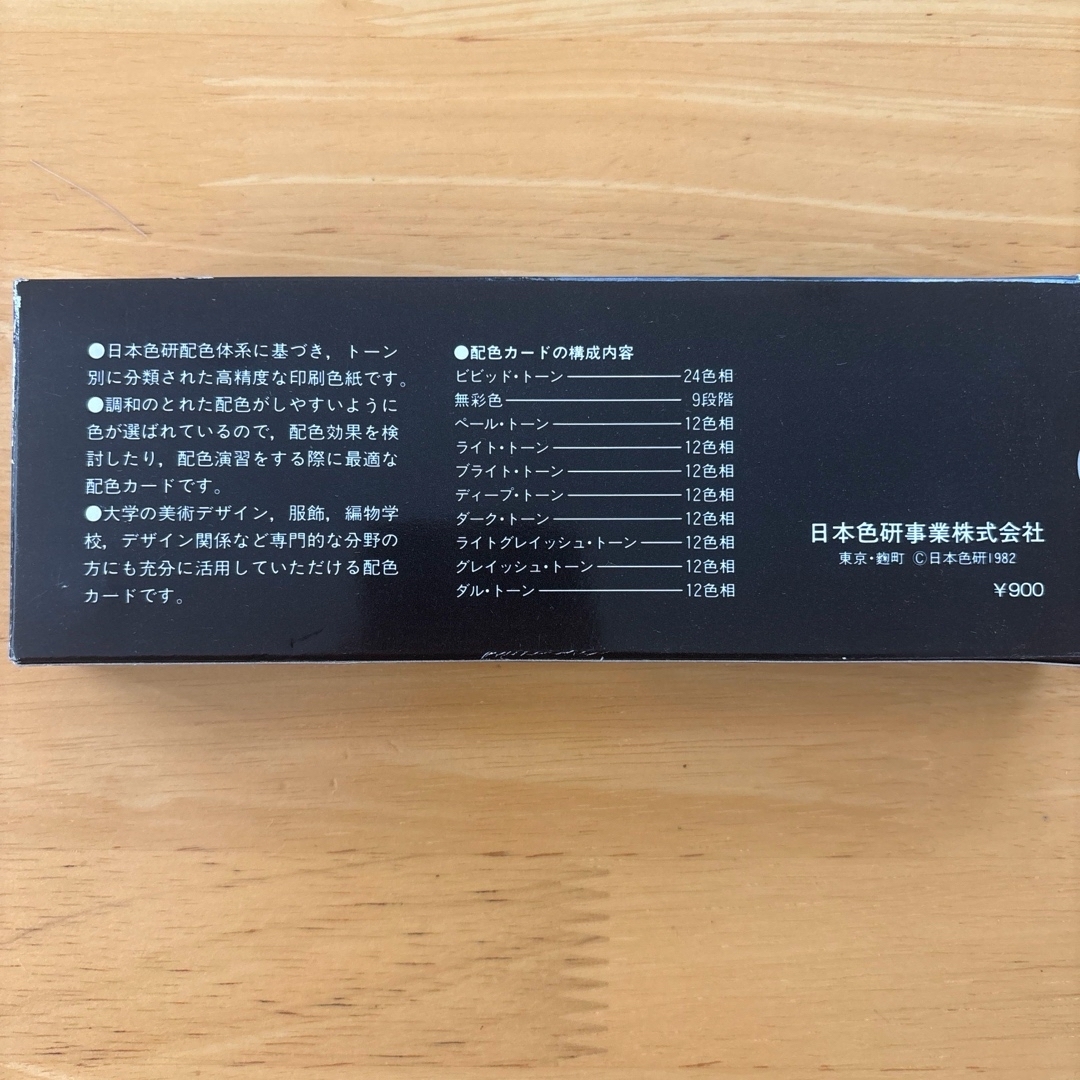 ●日本色研配色体系に基づき，トーン
別に分類された高精度な印刷色紙です。
●調和のとれた配色がしやすいように
色が選ばれているので，配色効果を検
討したり，配色演習をする際に最適な
配色カードです。
●大学の美術デザイン，服飾，編物学
校，デザイン関係など専門的な分野の
方にも充分に活用していただける配色
カードです。
●配色カードの構成内容
ビビッド・トーン――――24色相
無彩色――――9段階
ペール・トーン――――12色相
ライト・トーン――――12色相
ブライト・トーン――――12色相
ディープ・トーン――――12色相
ダーク・トーン――――12色相
ライトグレイッシュ・トーン――12色相
グレイッシュ・トーン――――12色相
ダル・トーン――――12色相
日本色研事業株式会社
東京・麴町 Ⓒ日本色研1982
￥900